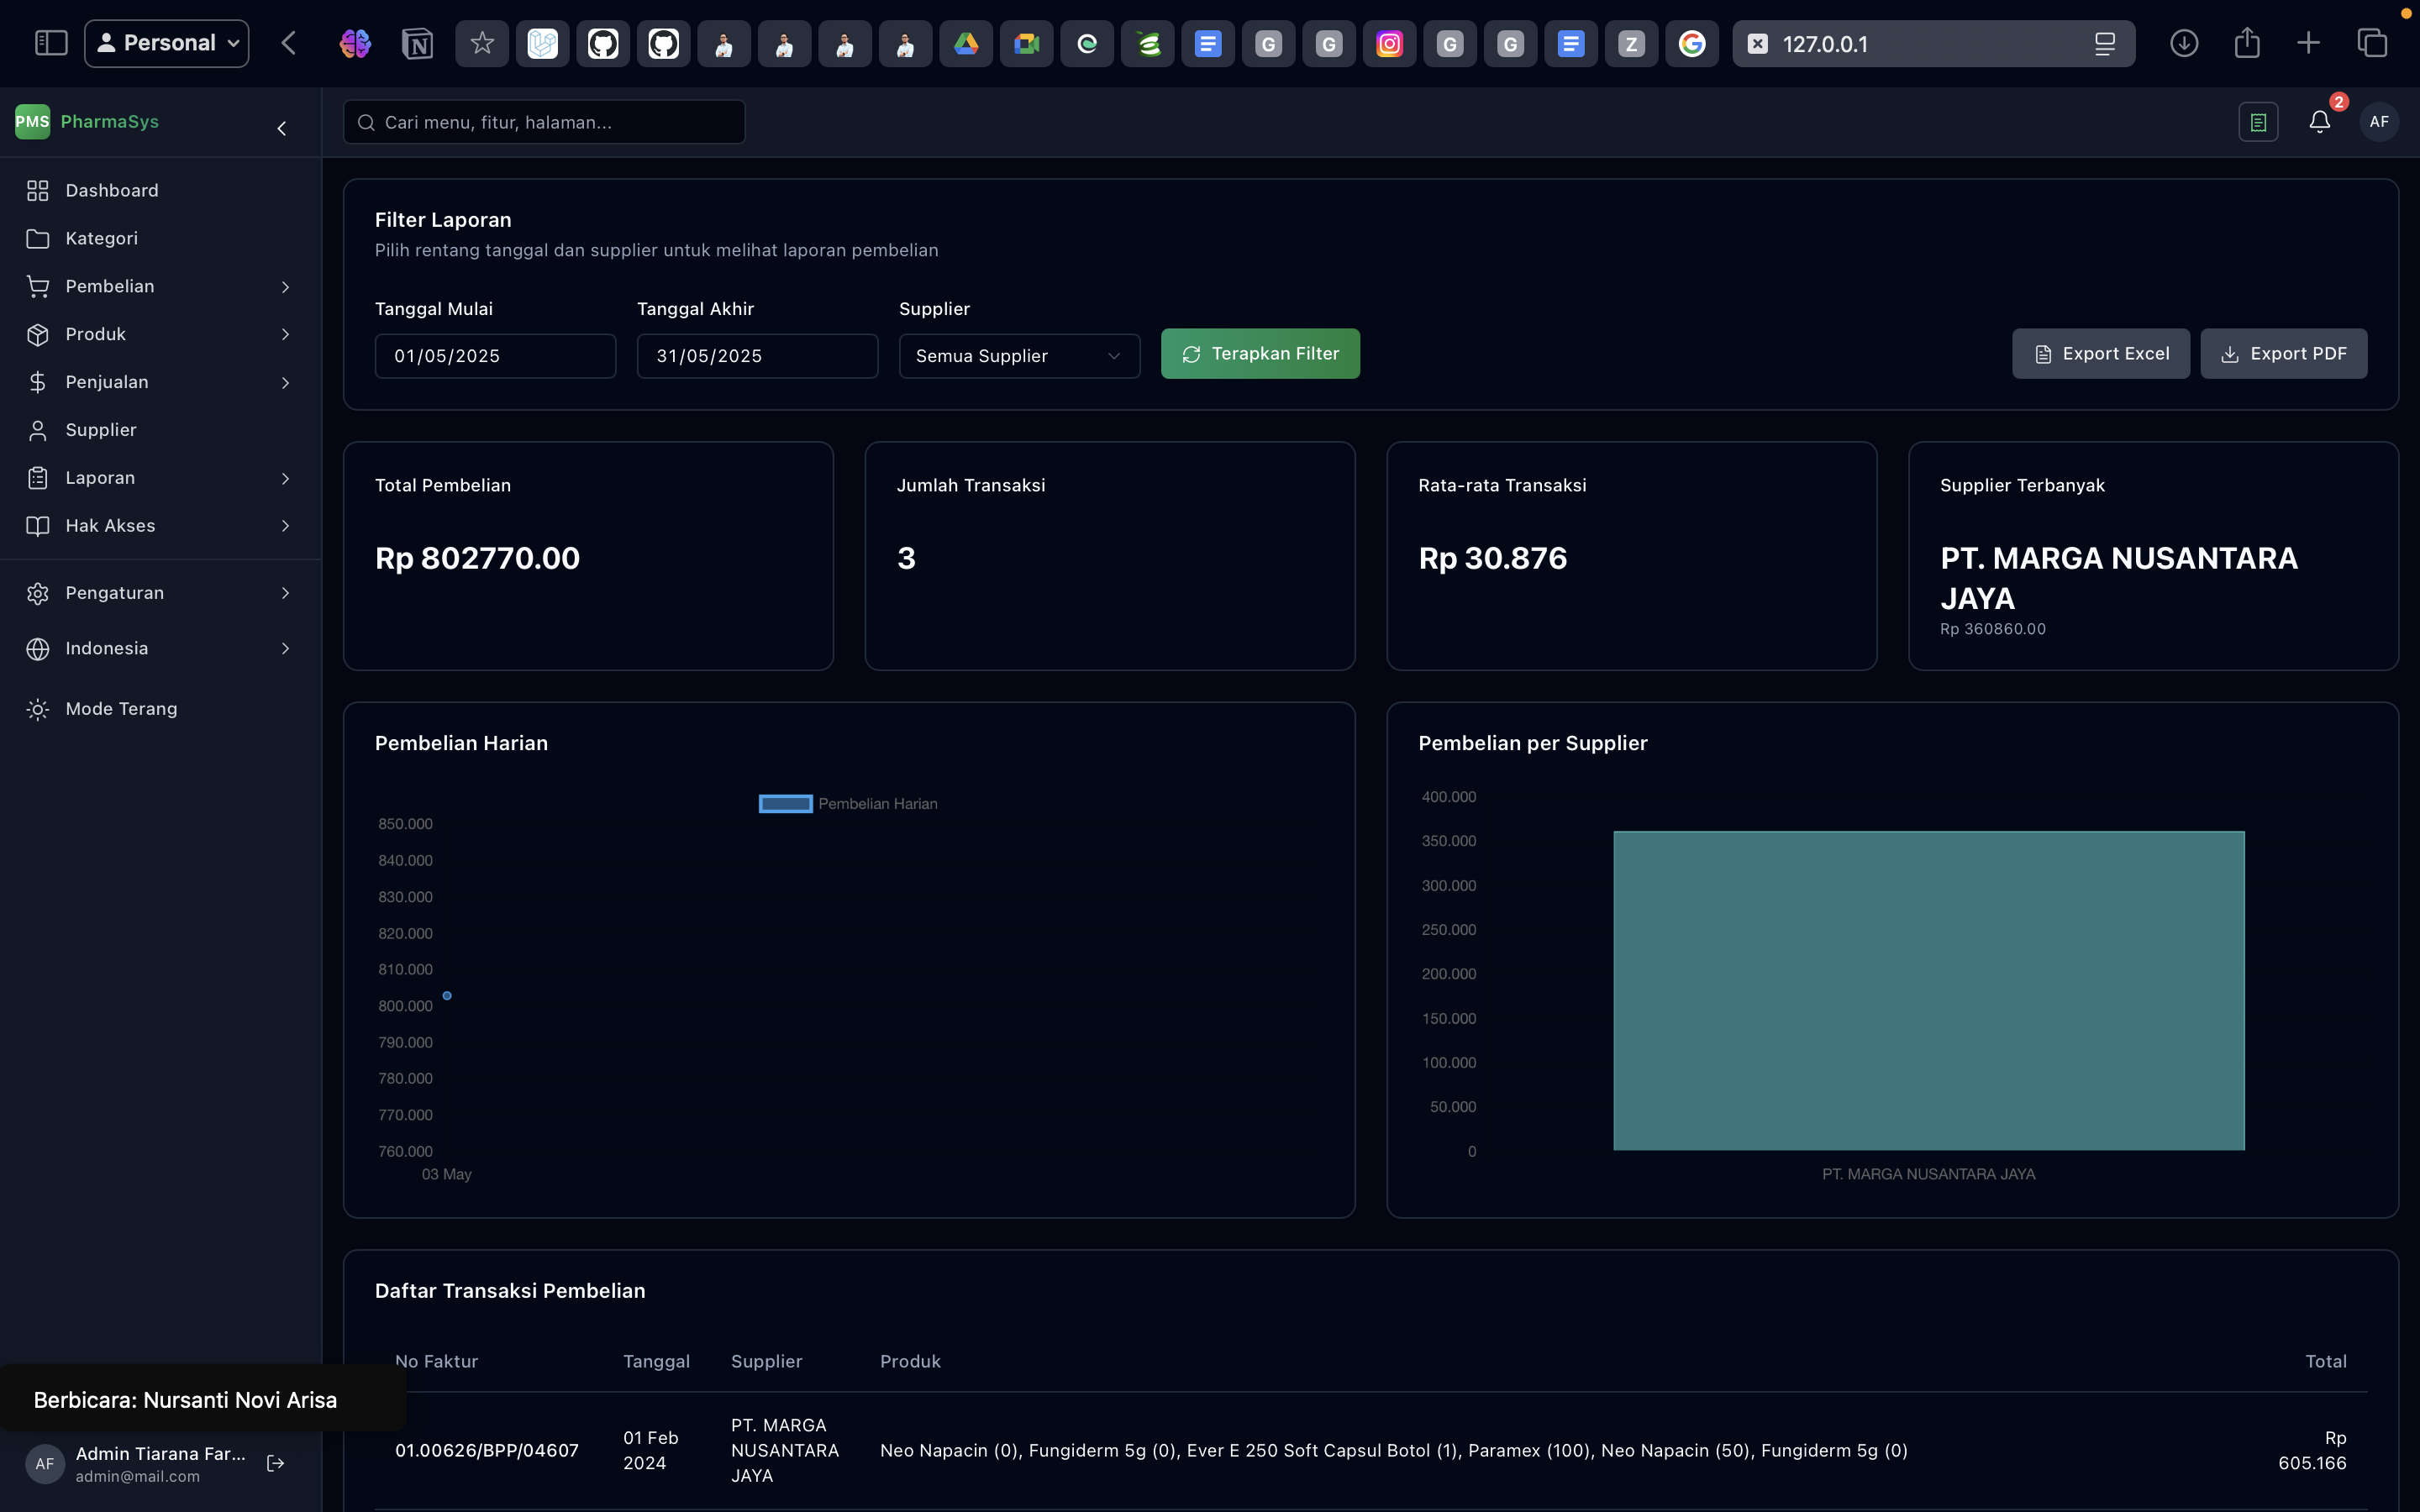 Personal
127.0.0.1
PMS PharmaSys
Cari menu, fitur, halaman...
2
AF
Dashboard
Kategori
Pembelian
Produk
Penjualan
Supplier
Laporan
Hak Akses
Pengaturan
Indonesia
Mode Terang
Filter Laporan
Pilih rentang tanggal dan supplier untuk melihat laporan pembelian
Tanggal Mulai
01/05/2025
Tanggal Akhir
31/05/2025
Supplier
Semua Supplier
Terapkan Filter
Export Excel
Export PDF
Total Pembelian
Rp 802770.00
Jumlah Transaksi
3
Rata-rata Transaksi
Rp 30.876
Supplier Terbanyak
PT. MARGA NUSANTARA
JAYA
Rp 360860.00
Pembelian Harian
Pembelian Harian
850.000
840.000
830.000
820.000
810.000
800.000
790.000
780.000
770.000
760.000
03 May
Pembelian per Supplier
400.000
350.000
300.000
250.000
200.000
150.000
100.000
50.000
0
PT. MARGA NUSANTARA JAYA
Daftar Transaksi Pembelian
No Faktur Tanggal Supplier Produk Total
01.00626/BPP/04607
01 Feb
2024
PT. MARGA
NUSANTARA
JAYA
Neo Napacin (0), Fungiderm 5g (0), Ever E 250 Soft Capsul Botol (1), Paramex (100), Neo Napacin (50), Fungiderm 5g (0)
Rp
605.166
Berbicara: Nursanti Novi Arisa
AF
Admin Tiarana Far...
admin@mail.com